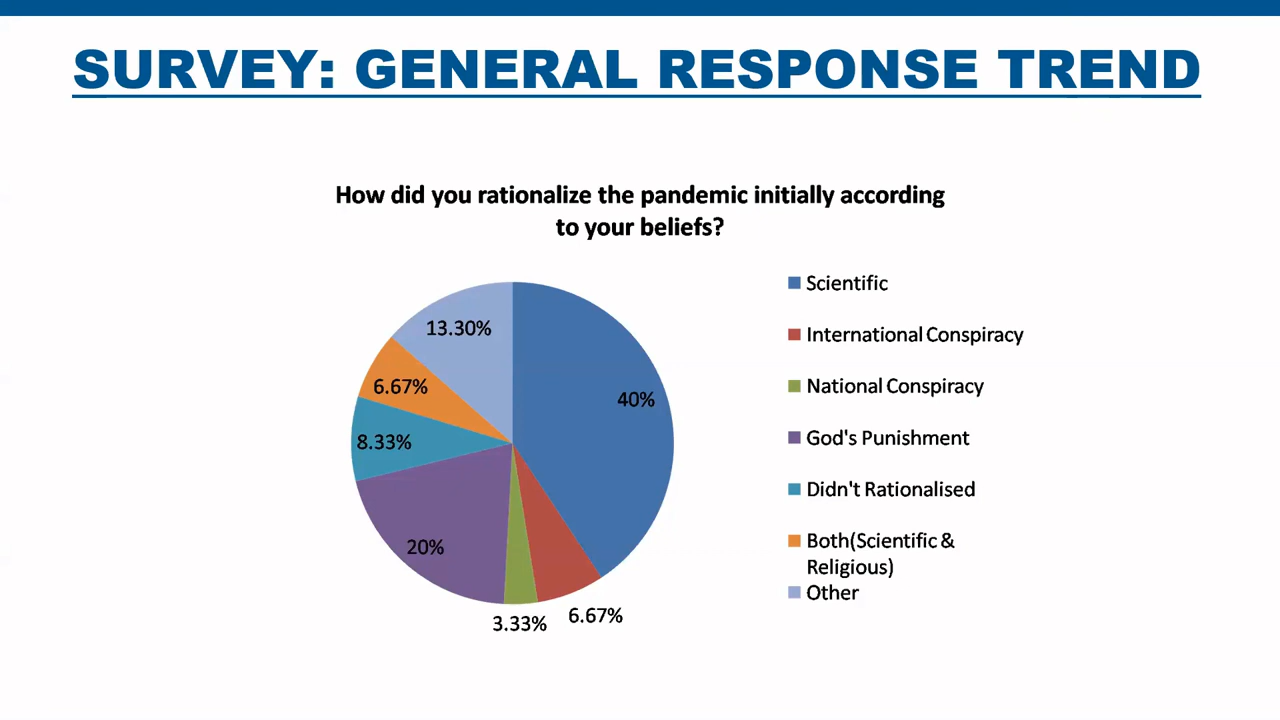 SURVEY: GENERAL RESPONSE TREND
How did you rationalize the pandemic initially according
to your beliefs?
13.30%
6.67%
8.33%
20%
3.33%
6.67%
40%
Scientific
International Conspiracy
National Conspiracy
God's Punishment
Didn't Rationalised
Both(Scientific &
Religious)
Other